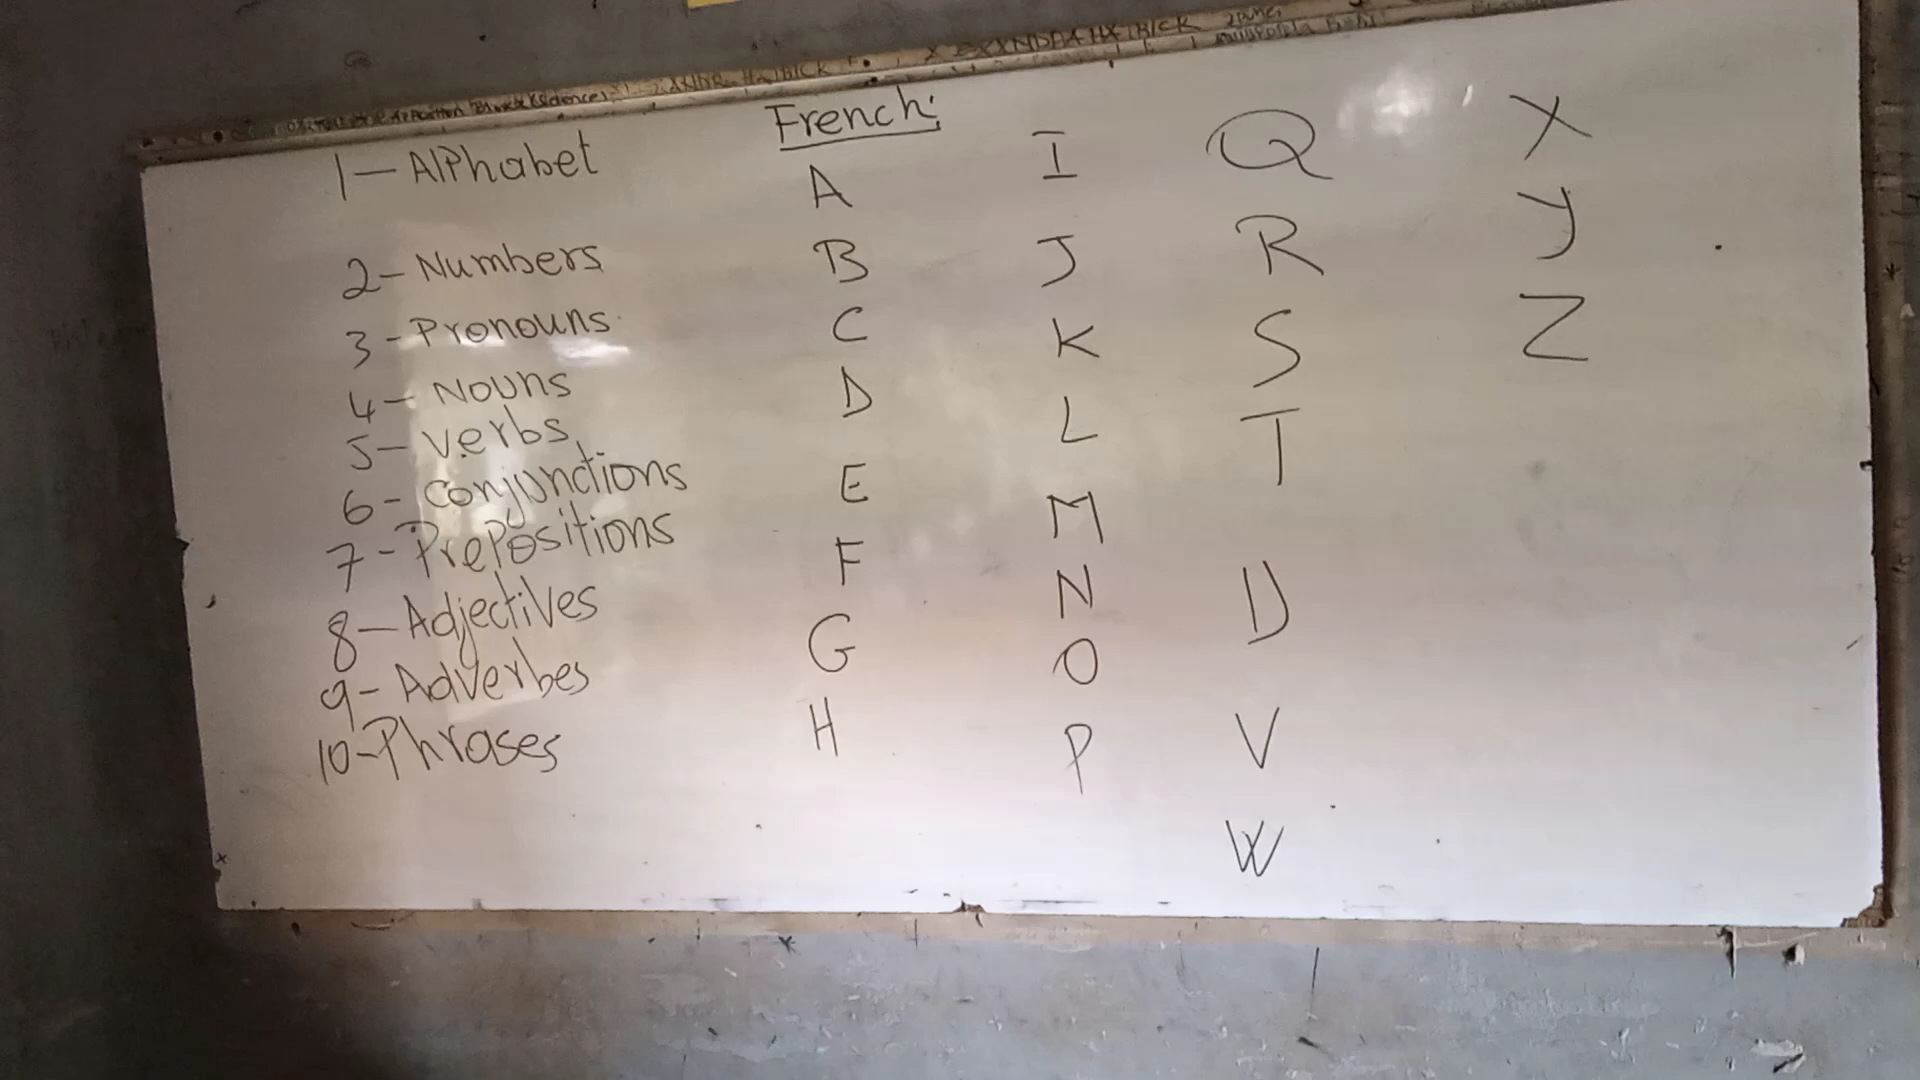 French:
1- Alphabet
2- Numbers
3- Pronouns
4- Nouns
5- Verbs
6- Conjunctions
7- Prepositions
8- Adjectives
9- Adverbes
10- Phrases
A
B
C
D
E
F
G
H
I
J
K
L
M
N
O
P
Q
R
S
T
U
V
W
X
Y
Z